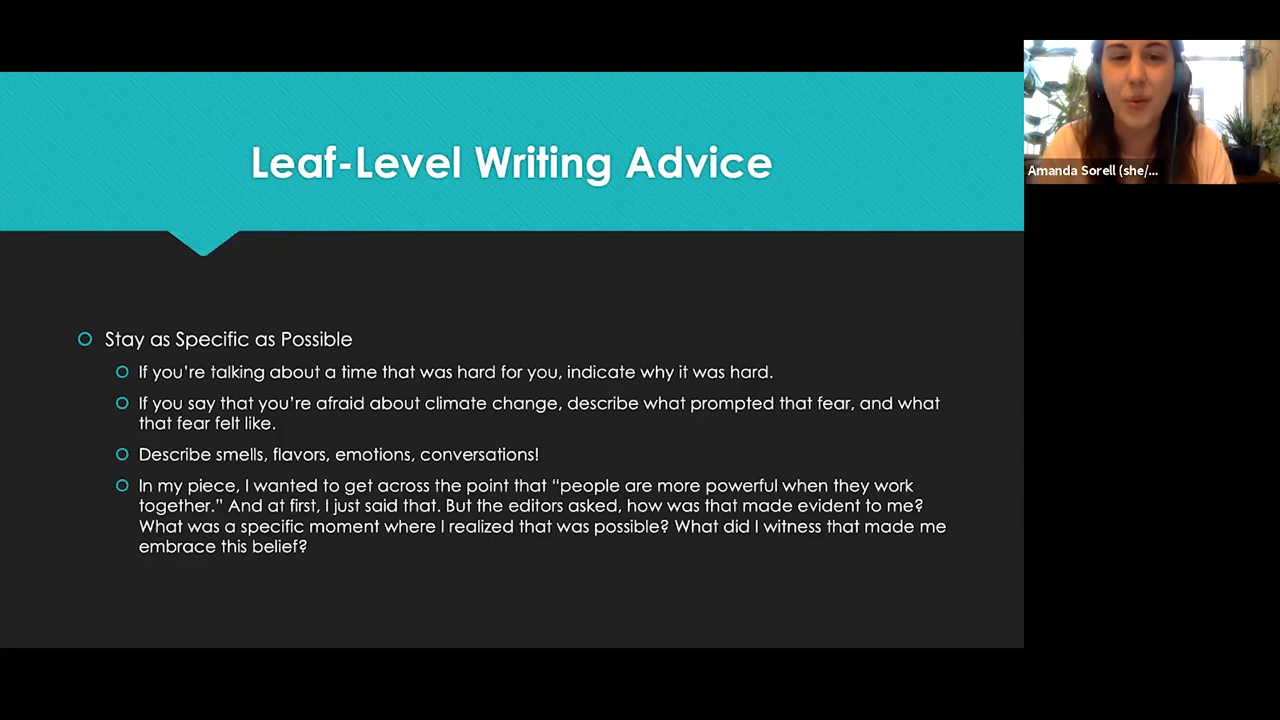 Leaf-Level Writing Advice
Amanda Sorell (she/...
Stay as Specific as Possible
If you're talking about a time that was hard for you, indicate why it was hard.
If you say that you're afraid about climate change, describe what prompted that fear, and what
that fear felt like.
Describe smells, flavors, emotions, conversations!
In my piece, I wanted to get across the point that “people are more powerful when they work
together.” And at first, I just said that. But the editors asked, how was that made evident to me?
What was a specific moment where I realized that was possible? What did I witness that made me
embrace this belief?